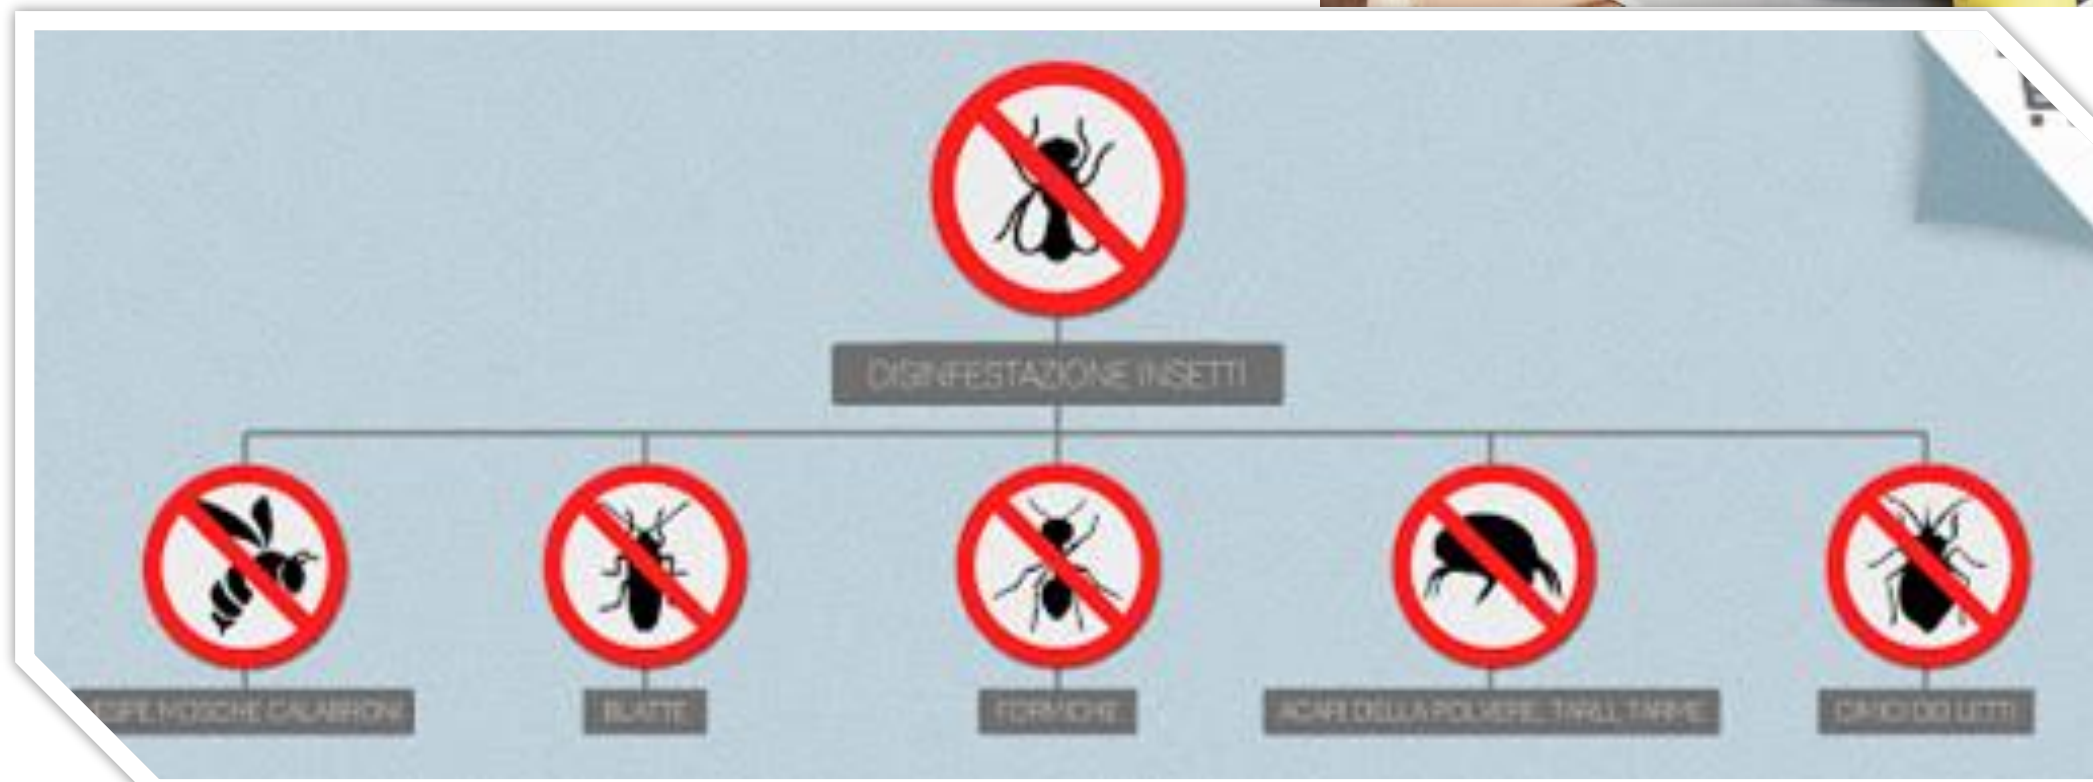 DISINFESTAZIONE INSETTI
MOSCHE CALABRONI
BLATTE
FORMICHE
ACARI DELLA POLVERE, TARLI, TARME
CIMICI DEI LETTI